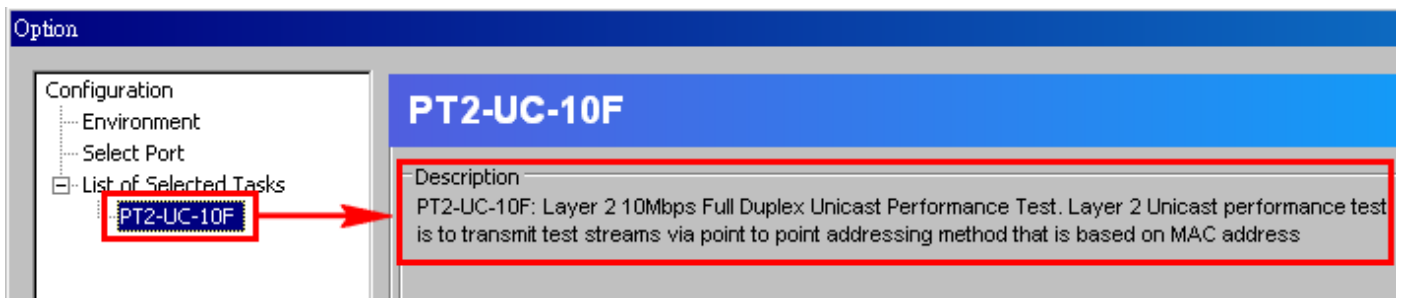 Option
Configuration
Environment
Select Port
List of Selected Tasks
PT2-UC-10F
PT2-UC-10F
Description
PT2-UC-10F: Layer 2 10Mbps Full Duplex Unicast Performance Test. Layer 2 Unicast performance test
is to transmit test streams via point to point addressing method that is based on MAC address